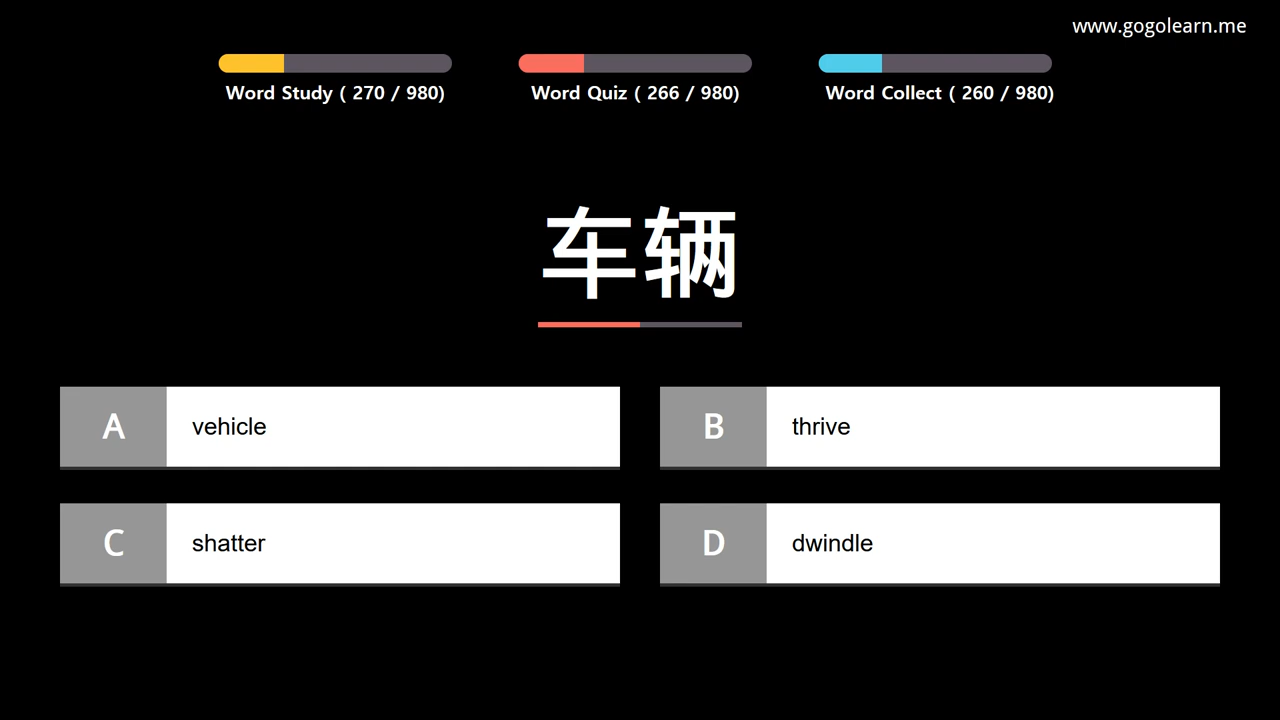 www.gogolearn.me
Word Study ( 270 / 980)
Word Quiz ( 266 / 980)
Word Collect ( 260 / 980)
车辆
A
vehicle
B
thrive
C
shatter
D
dwindle